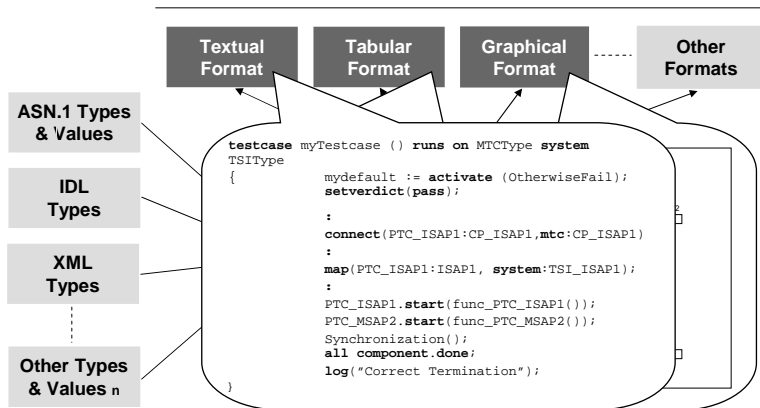 Textual
Format
Tabular
Format
Graphical
Format
Other
Formats
ASN.1 Types
& Values
IDL
Types
XML
Types
Other Types
& Values n
testcase myTestcase () runs on MTCType system
TSIType
{ mydefault := activate (OtherwiseFail);
setverdict(pass);
:
connect(PTC_ISAP1:CP_ISAP1,mtc:CP_ISAP1)
:
map(PTC_ISAP1:ISAP1, system:TSI_ISAP1);
:
PTC_ISAP1.start(func_PTC_ISAP1());
PTC_MSAP2.start(func_PTC_MSAP2());
Synchronization();
all component.done;
log("Correct Termination");
}
2